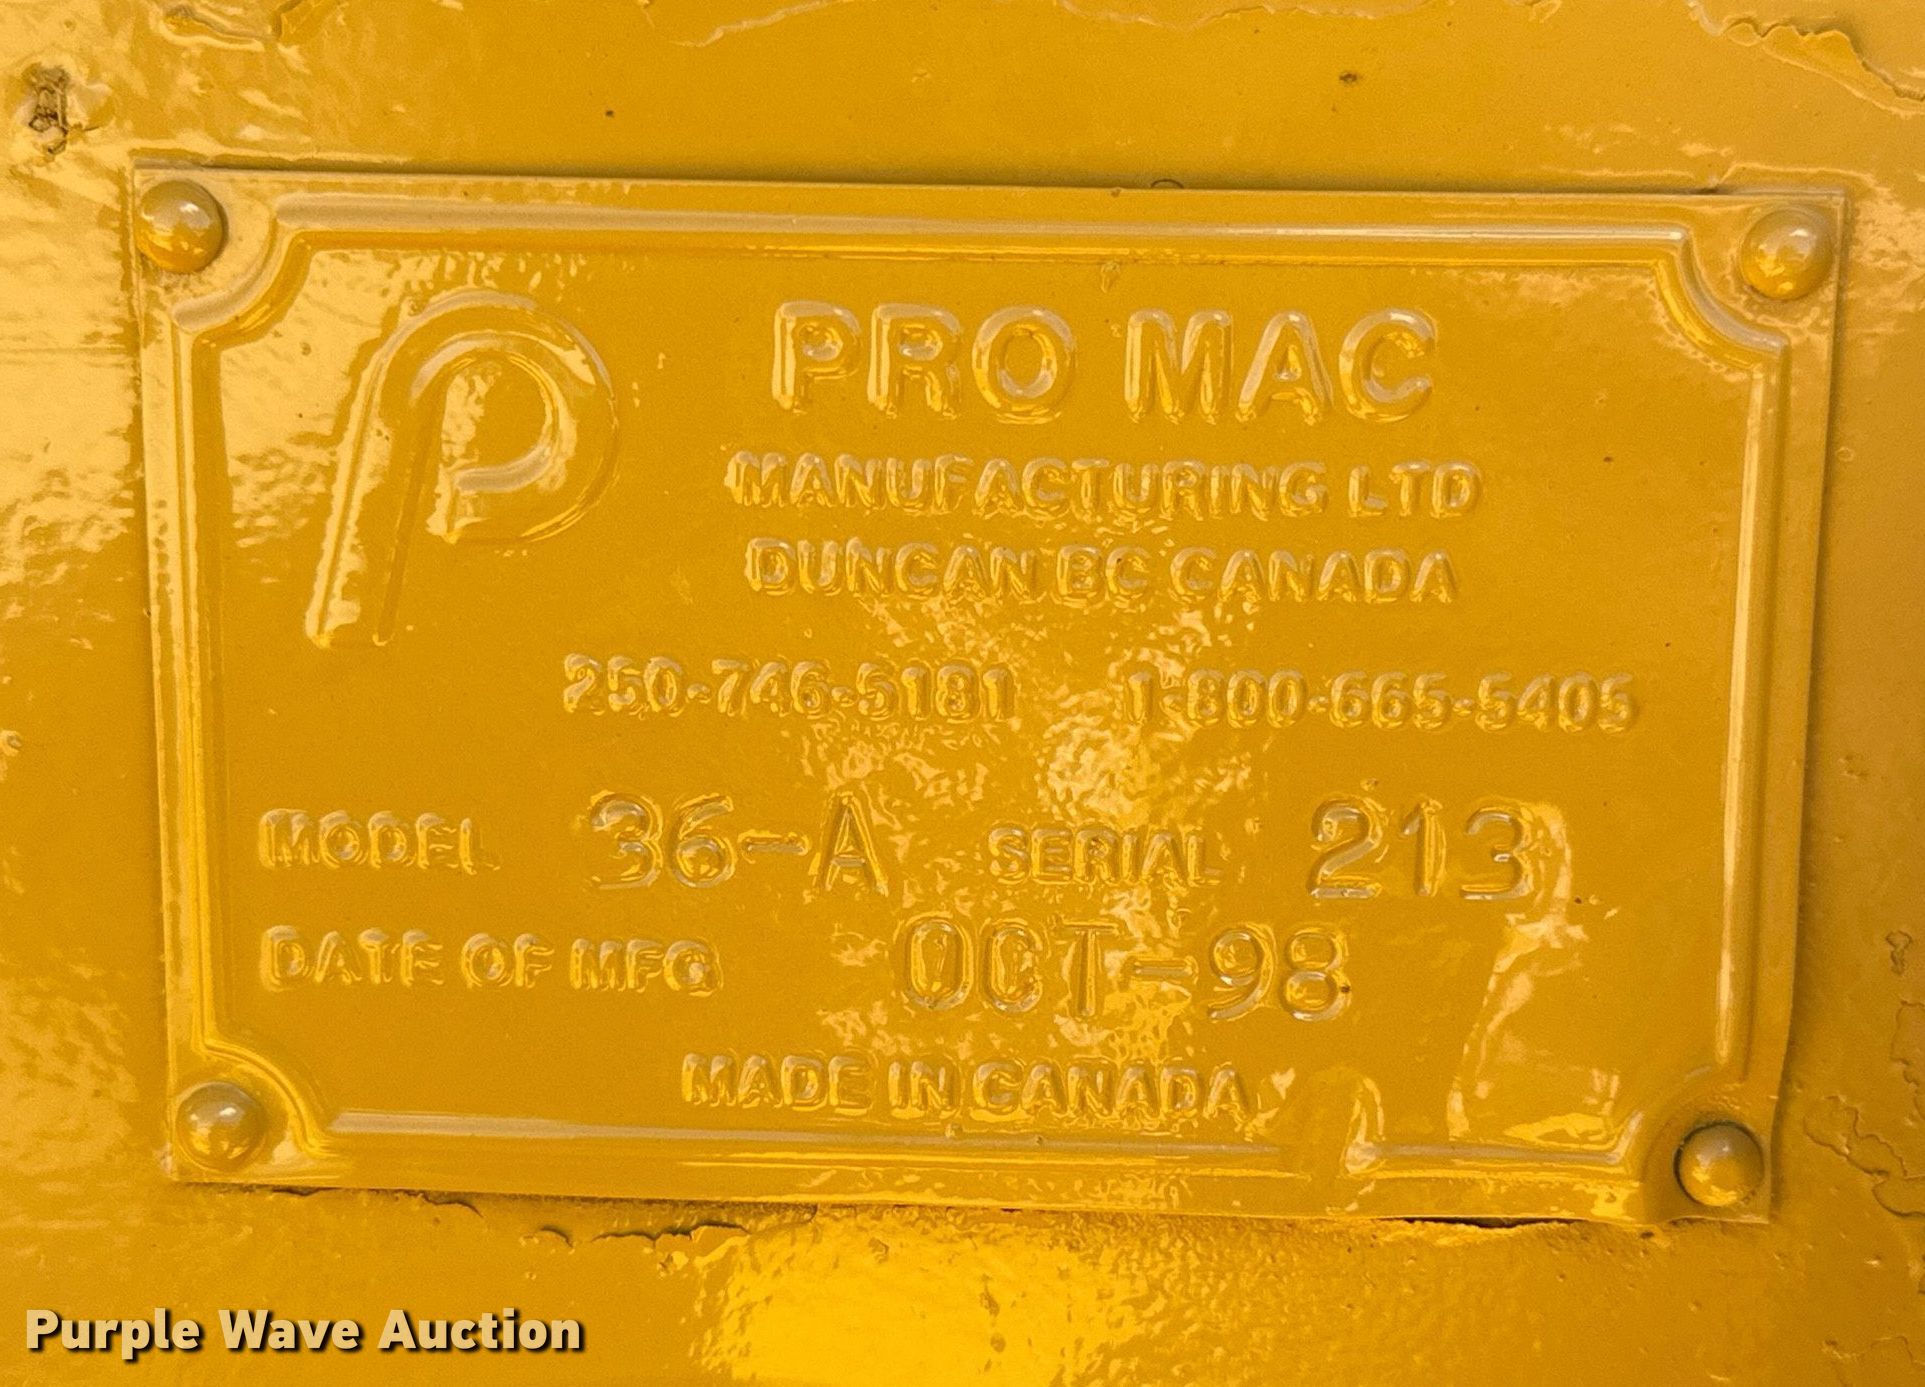 P
PRO MAC
MANUFACTURING LTD
DUNCAN BC CANADA
250-746-5181 1-800-665-5405
MODEL 36-A SERIAL 213
DATE OF MFG OCT-98
MADE IN CANADA
Purple Wave Auction